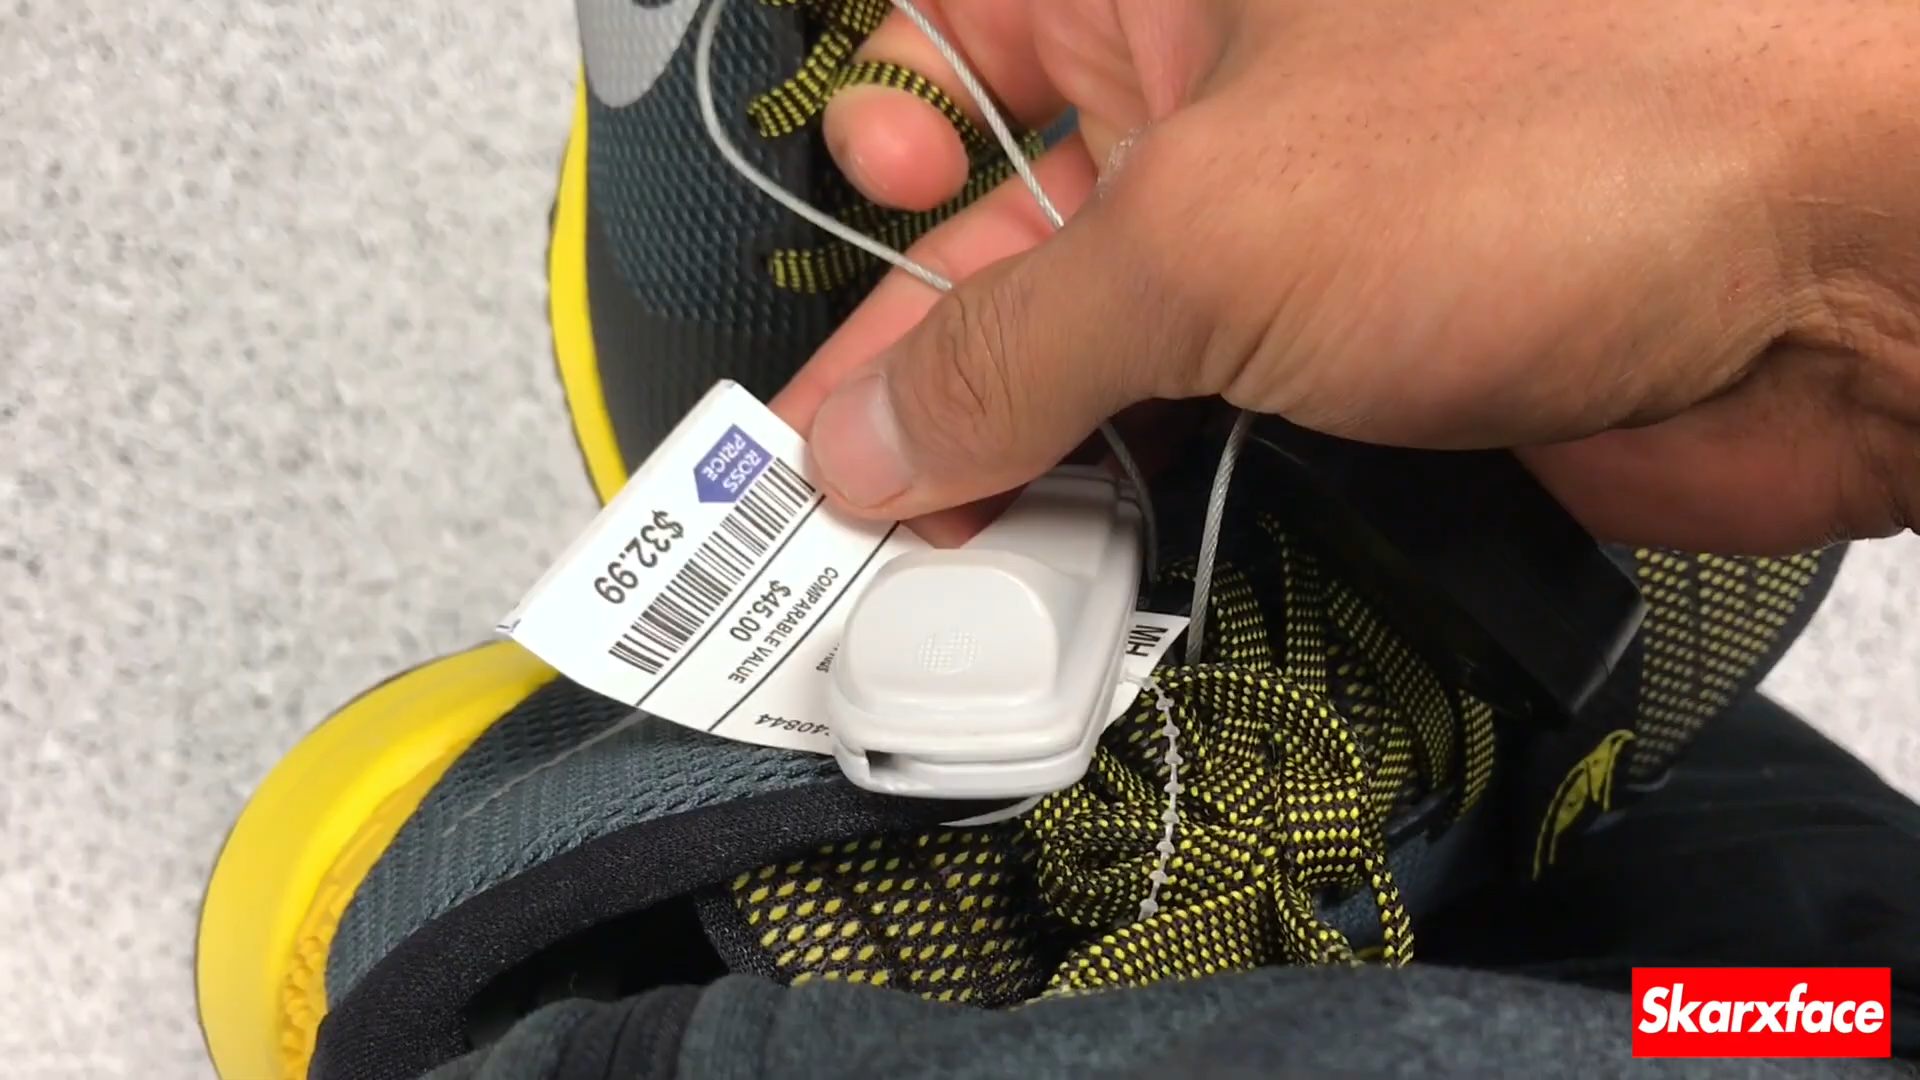 ROSS
PRICE
$32.99
COMPARABLE VALUE
$45.00
40844
MH
Skarxface